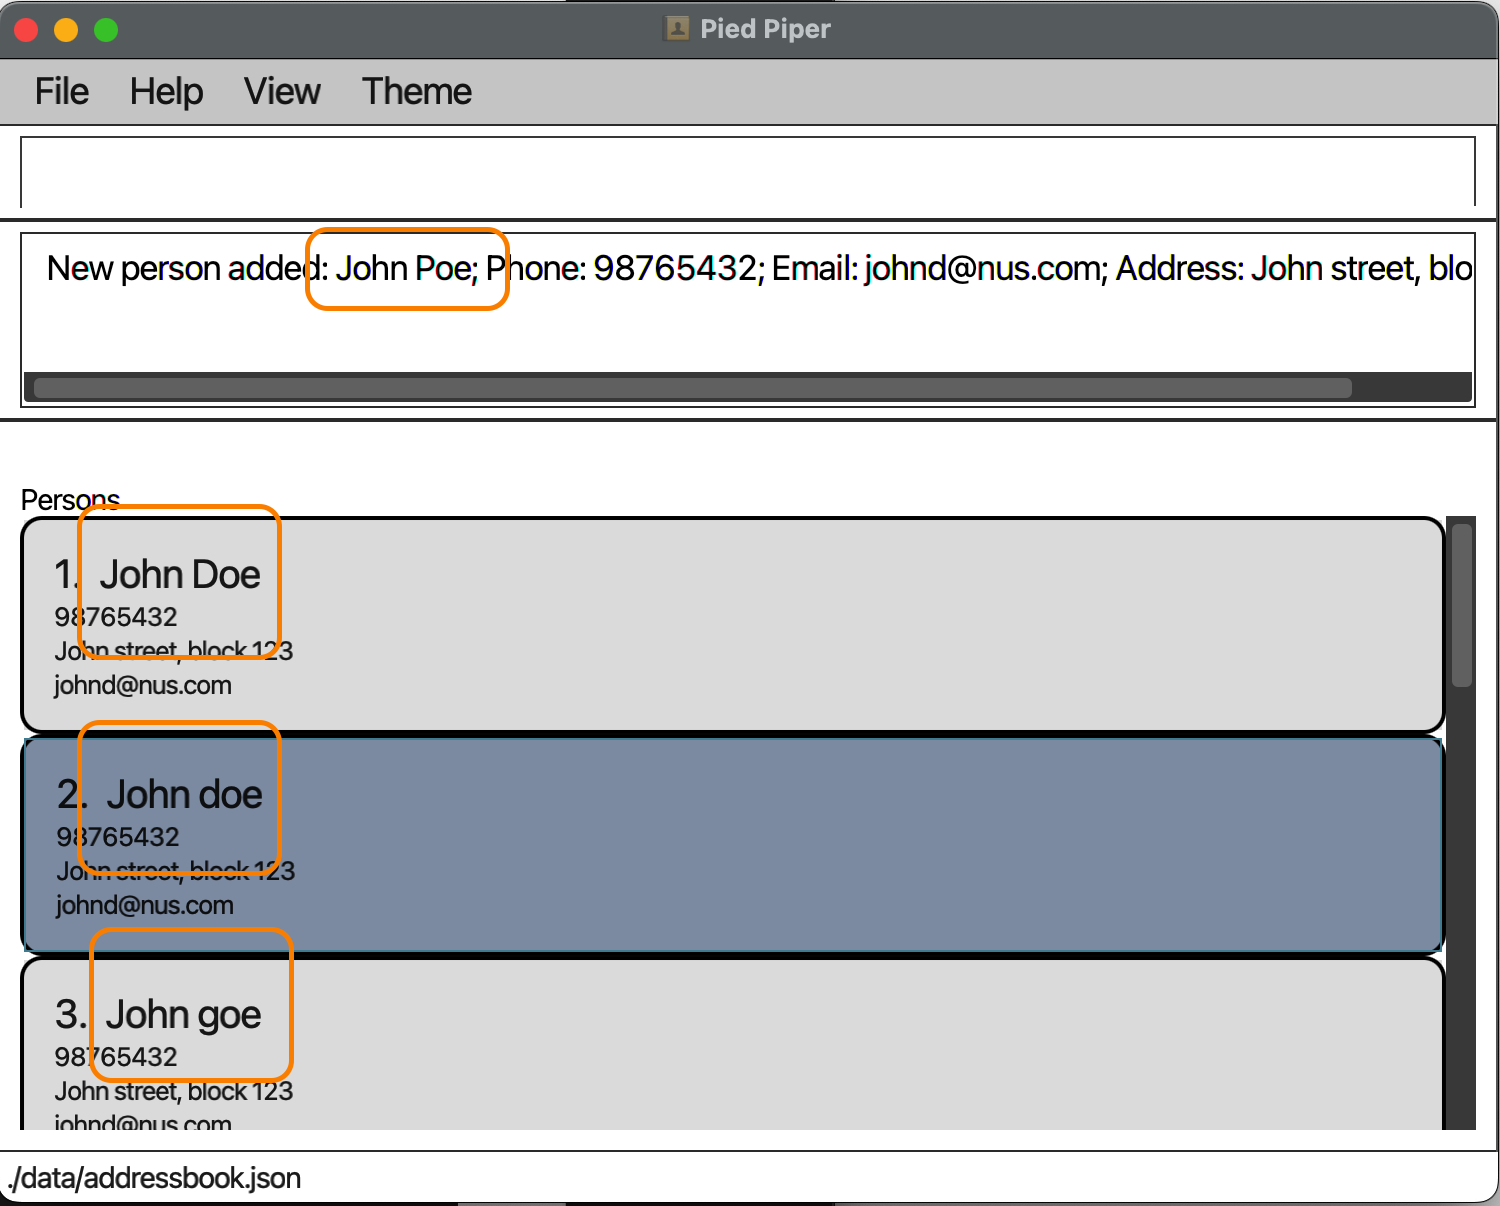 Pied Piper
File Help View Theme
New person added: John Poe; Phone: 98765432; Email: johnd@nus.com; Address: John street, blo
Persons
1. John Doe
98765432
John street, block 123
johnd@nus.com
2. John doe
98765432
John street, block 123
johnd@nus.com
3. John goe
98765432
John street, block 123
johnd@nus.com
./data/addressbook.json